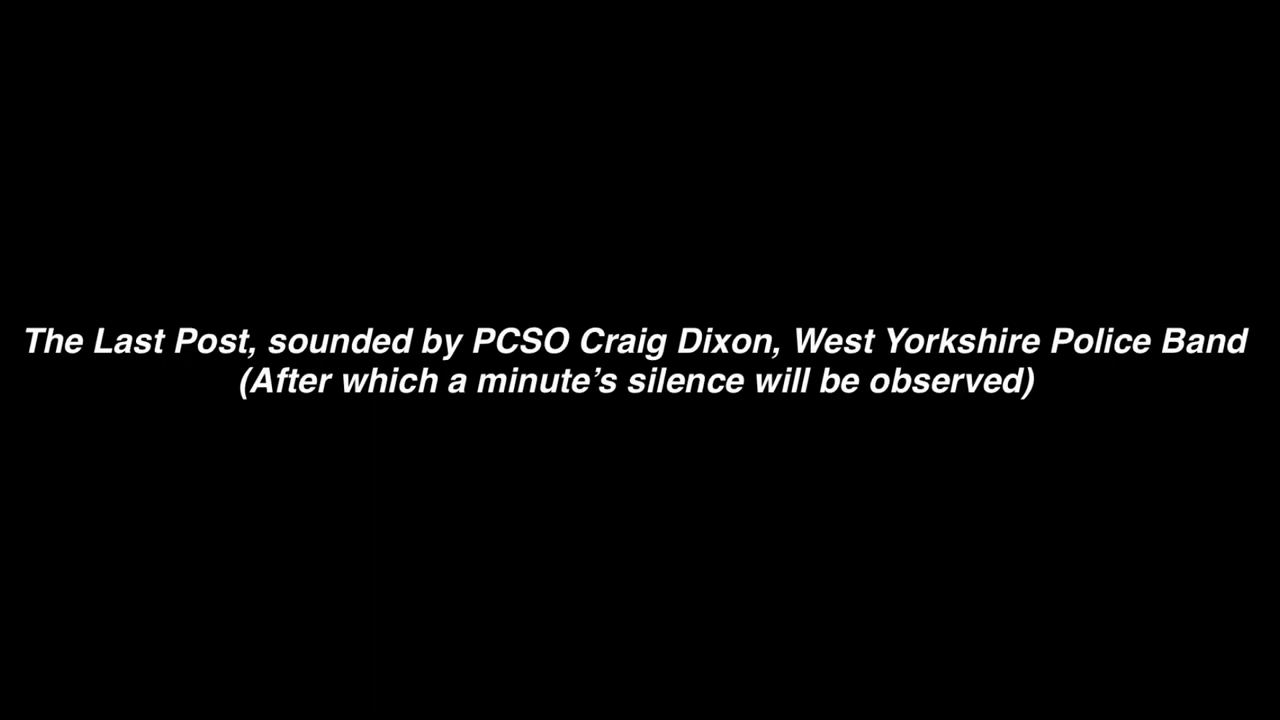 The Last Post, sounded by PCSO Craig Dixon, West Yorkshire Police Band
(After which a minute’s silence will be observed)